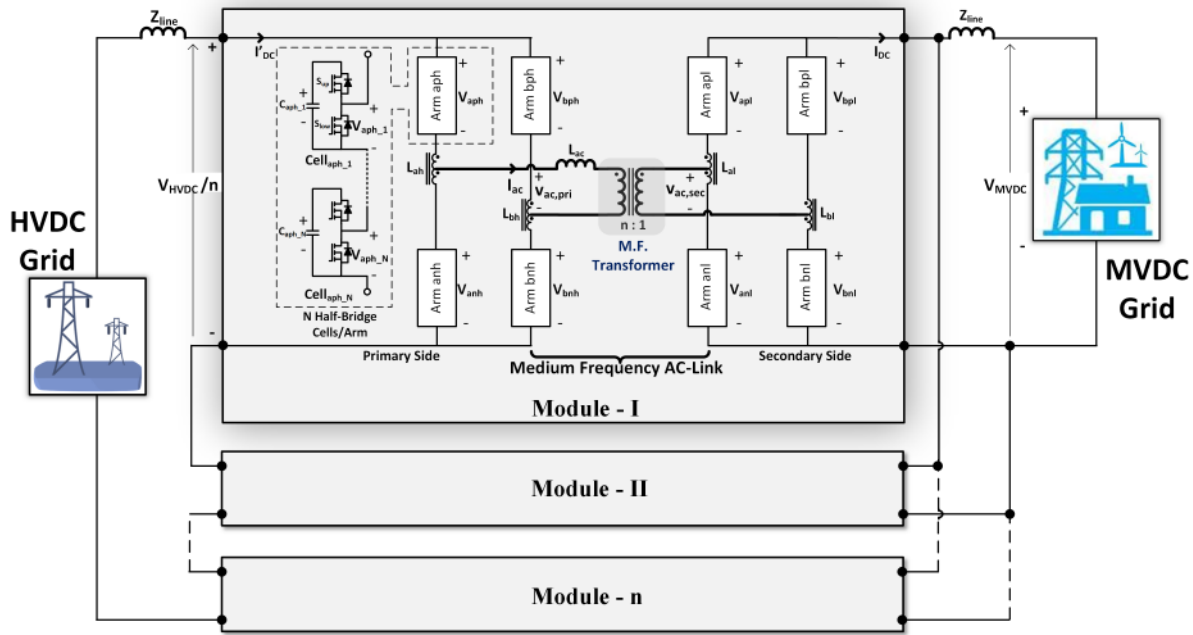 Zline
Zline
+
I'DC
IDC
+
Sup
Caph_1
+
-
Slow
+
Vaph_1
-
Cellaph_1
Caph_N
+
-
+
Vaph_N
-
Cellaph_N
N Half-Bridge
Cells/Arm
Arm aph
+
Vaph
-
Arm bph
+
Vbph
-
Arm apl
+
Vapl
-
Arm bpl
+
Vbpl
-
Lah
Lac
Iac
+
Vac,pri
-
Lbh
n : 1
M.F.
Transformer
+
Vac,sec
-
Lal
Lbl
Arm anh
+
Vanh
-
Arm bnh
+
Vbnh
-
Arm anl
+
Vanl
-
Arm bnl
+
Vbnl
-
VHVDC/n
-
HVDC
Grid
+
VMVDC
-
MVDC
Grid
Primary Side
Secondary Side
Medium Frequency AC-Link
Module - I
Module - II
Module - n